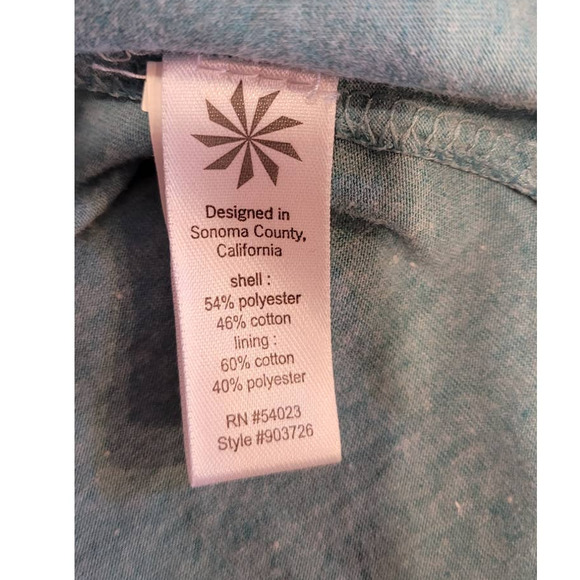 Designed in
Sonoma County,
California
shell :
54% polyester
46% cotton
lining :
60% cotton
40% polyester
RN #54023
Style #903726